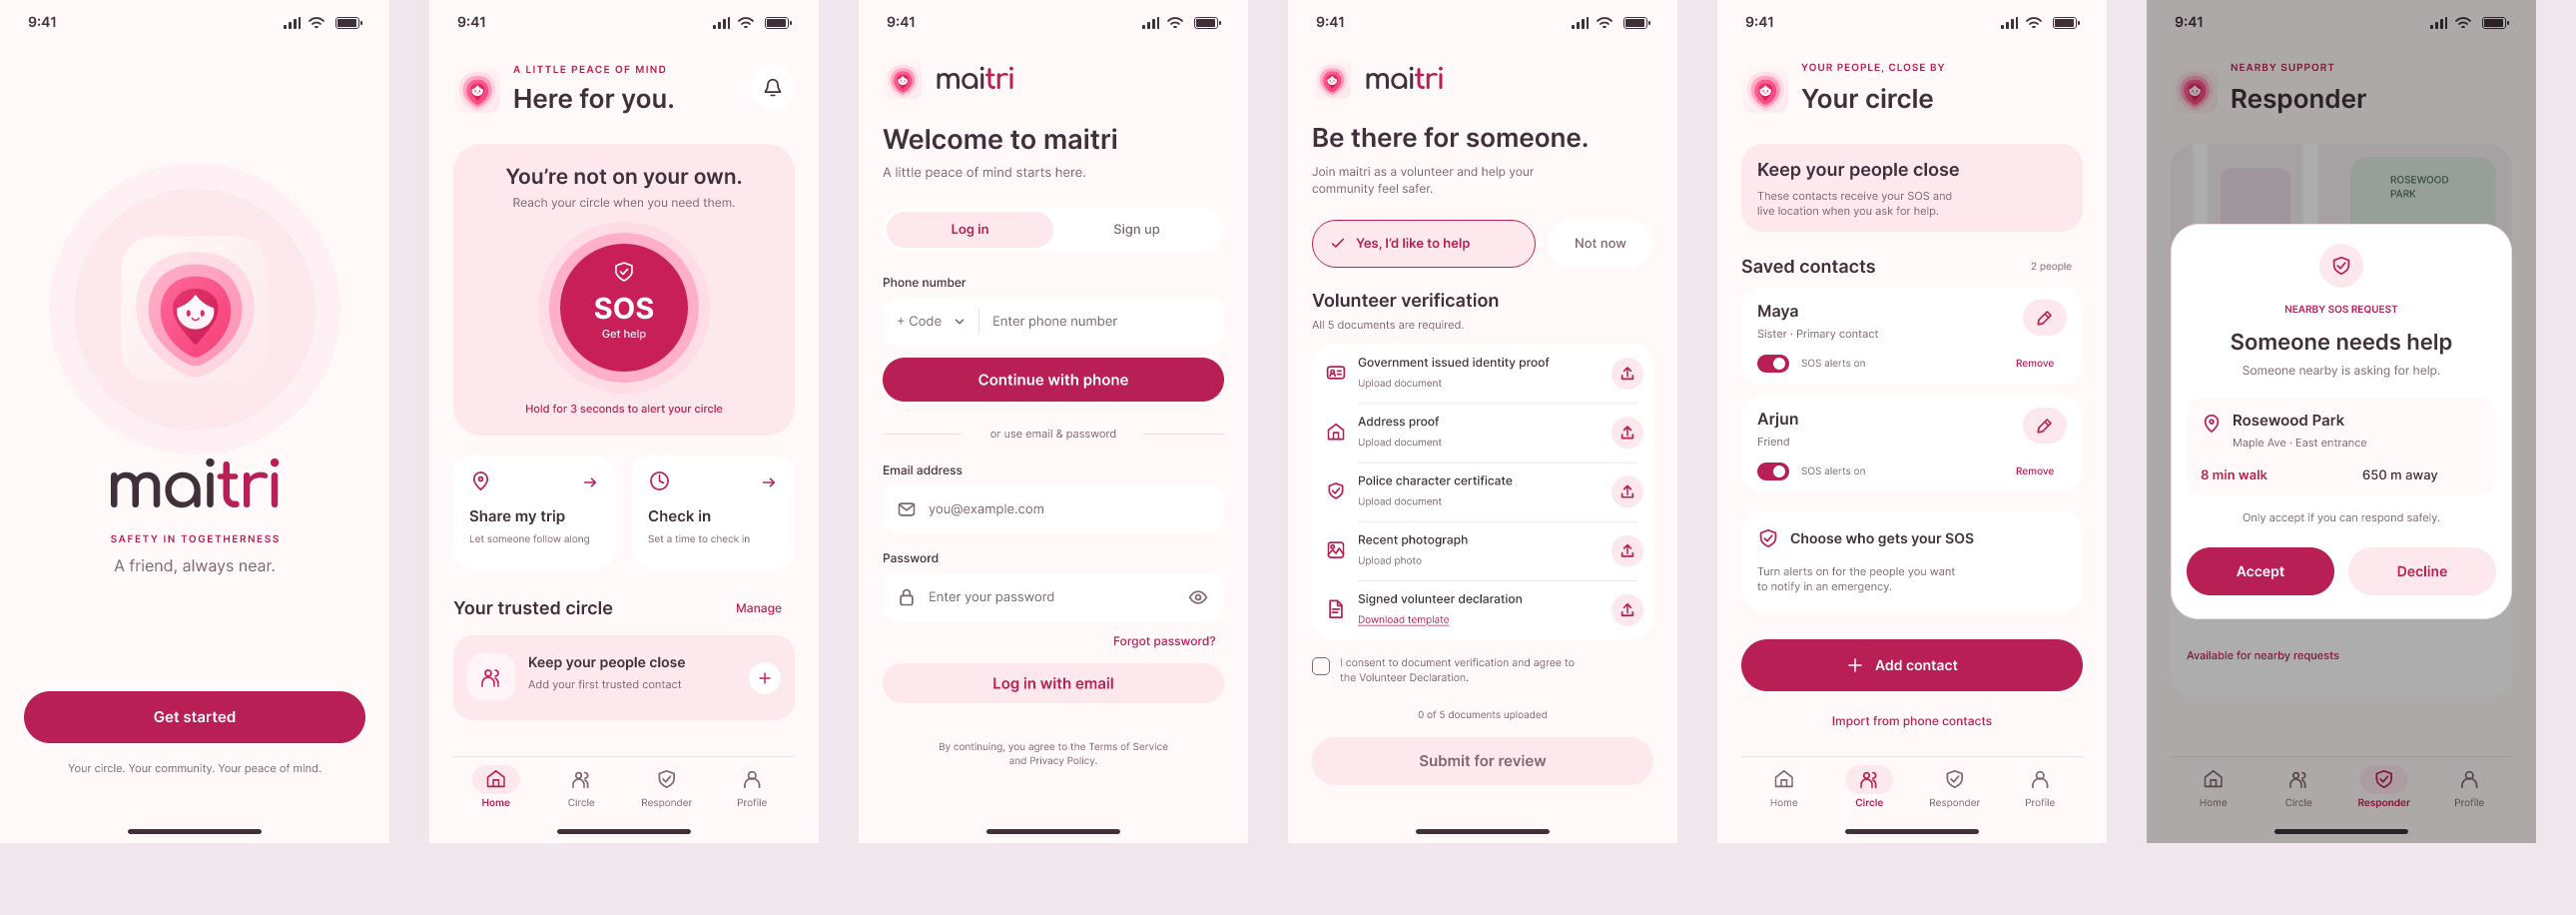 9:41
maitri
SAFETY IN TOGETHERNESS
A friend, always near.
Get started
Your circle. Your community. Your peace of mind.
9:41
A LITTLE PEACE OF MIND
Here for you.
You're not on your own.
Reach your circle when you need them.
SOS
Get help
Hold for 3 seconds to alert your circle
Share my trip
Let someone follow along
Check in
Set a time to check in
Your trusted circle
Manage
Keep your people close
Add your first trusted contact
Home
Circle
Responder
Profile
9:41
maitri
Welcome to maitri
A little peace of mind starts here.
Log in
Sign up
Phone number
+ Code
Enter phone number
Continue with phone
or use email & password
Email address
you@example.com
Password
Enter your password
Forgot password?
Log in with email
By continuing, you agree to the Terms of Service
and Privacy Policy.
9:41
maitri
Be there for someone.
Join maitri as a volunteer and help your
community feel safer.
Yes, I'd like to help
Not now
Volunteer verification
All 5 documents are required.
Government issued identity proof
Upload document
Address proof
Upload document
Police character certificate
Upload document
Recent photograph
Upload photo
Signed volunteer declaration
Download template
I consent to document verification and agree to
the Volunteer Declaration.
0 of 5 documents uploaded
Submit for review
9:41
YOUR PEOPLE, CLOSE BY
Your circle
Keep your people close
These contacts receive your SOS and
live location when you ask for help.
Saved contacts
2 people
Maya
Sister · Primary contact
SOS alerts on
Remove
Arjun
Friend
SOS alerts on
Remove
Choose who gets your SOS
Turn alerts on for the people you want
to notify in an emergency.
+ Add contact
Import from phone contacts
Home
Circle
Responder
Profile
9:41
NEARBY SUPPORT
Responder
ROSEWOOD
PARK
NEARBY SOS REQUEST
Someone needs help
Someone nearby is asking for help.
Rosewood Park
Maple Ave · East entrance
8 min walk
650 m away
Only accept if you can respond safely.
Accept
Decline
Available for nearby requests
Home
Circle
Responder
Profile